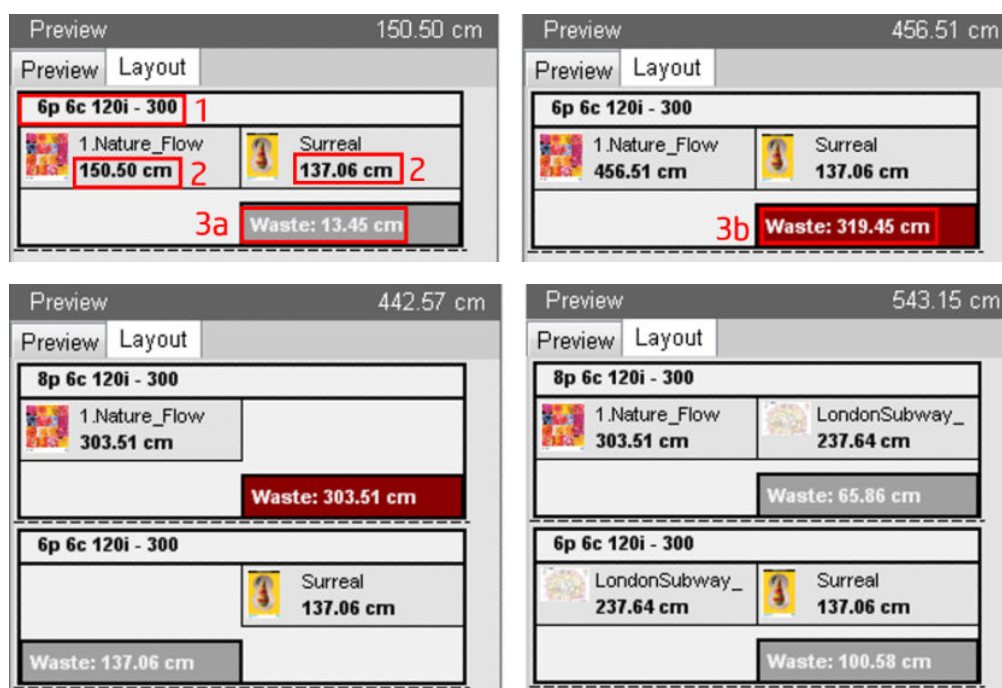 Preview 150.50 cm
Preview Layout
6p 6c 120i - 300 1
1.Nature_Flow Surreal
150.50 cm 2 137.06 cm 2
3a Waste: 13.45 cm
Preview 456.51 cm
Preview Layout
6p 6c 120i - 300
1.Nature_Flow Surreal
456.51 cm 137.06 cm
3b Waste: 319.45 cm
Preview 442.57 cm
Preview Layout
8p 6c 120i - 300
1.Nature_Flow
303.51 cm
Waste: 303.51 cm
6p 6c 120i - 300
Surreal
137.06 cm
Waste: 137.06 cm
Preview 543.15 cm
Preview Layout
8p 6c 120i - 300
1.Nature_Flow LondonSubway_
303.51 cm 237.64 cm
Waste: 65.86 cm
6p 6c 120i - 300
LondonSubway_ Surreal
237.64 cm 137.06 cm
Waste: 100.58 cm